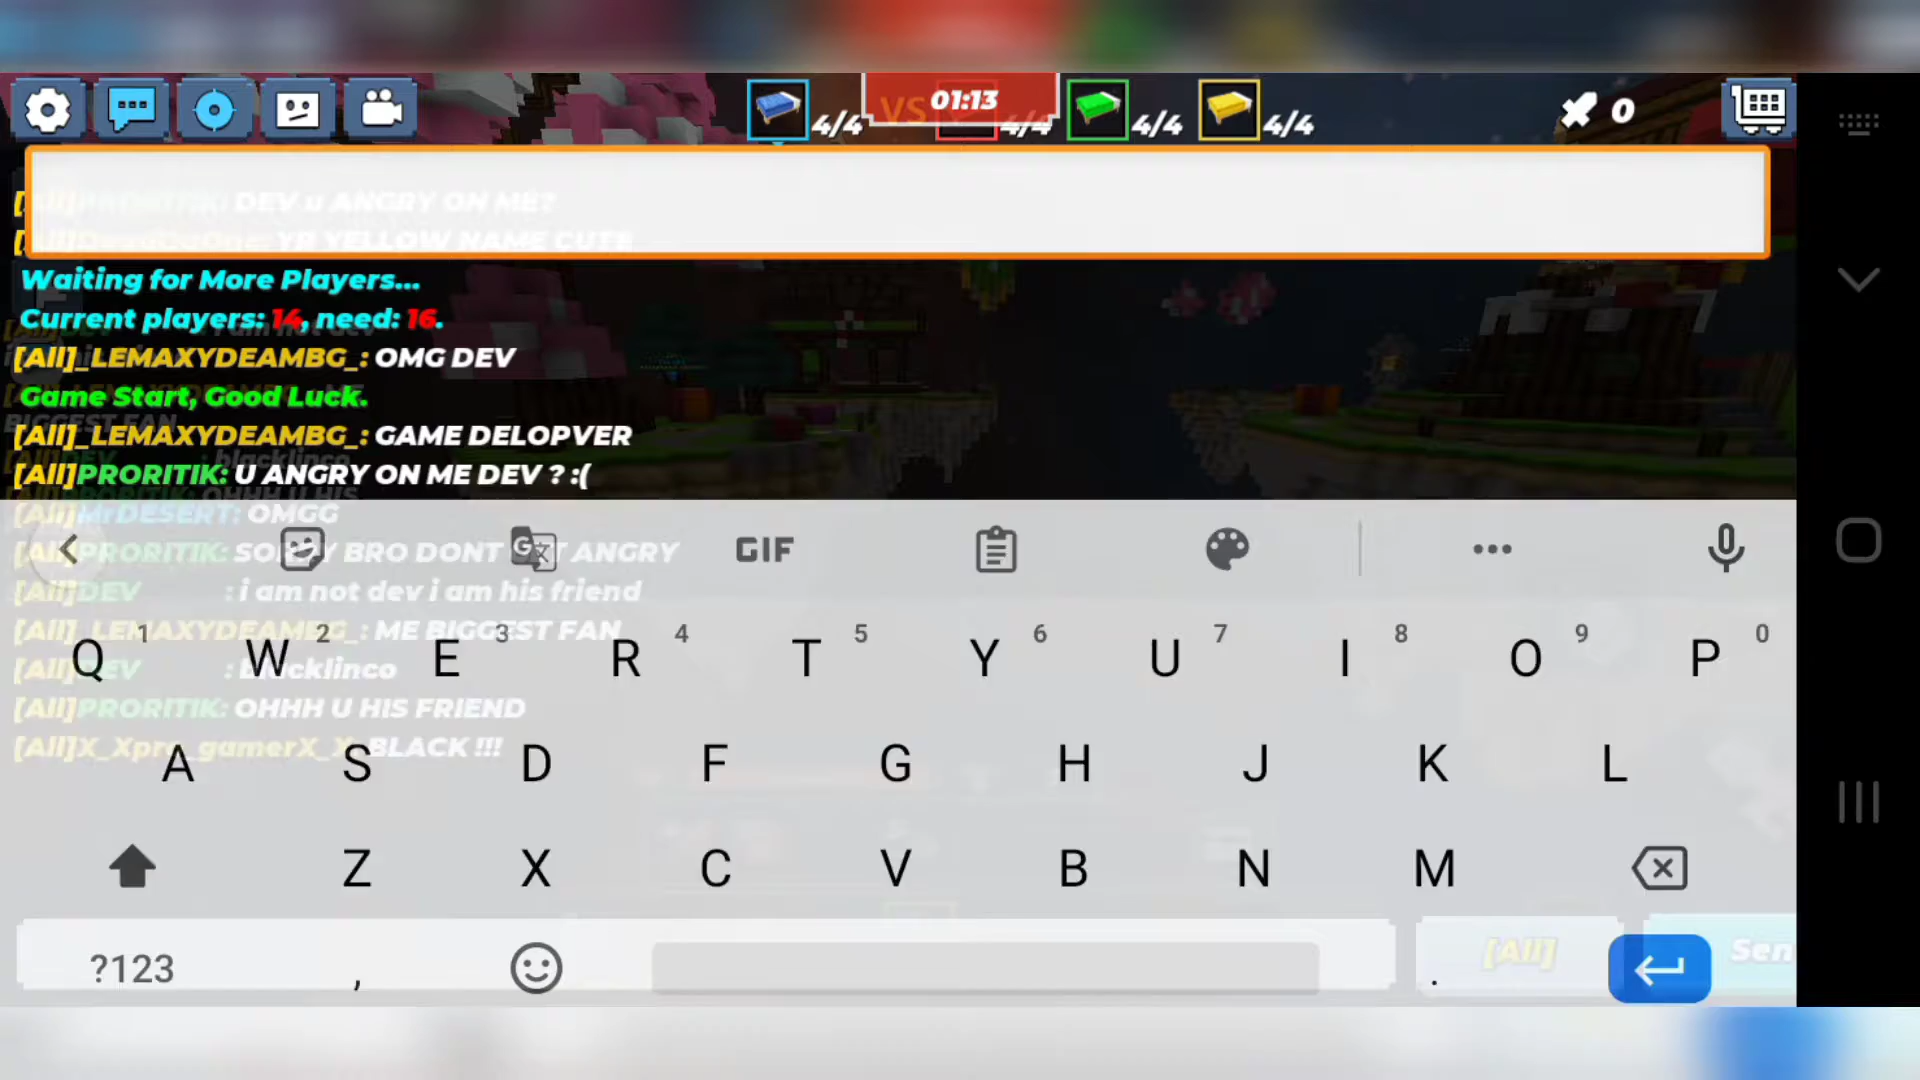 4/4 VS 01:13 4/4 4/4 4/4 0
DEV u ANGRY ON ME?
YR YELLOW NAME CUTE
Waiting for More Players...
Current players: 14, need: 16.
[All]_LEMAXYDEAMBG_: OMG DEV
Game Start, Good Luck.
[All]_LEMAXYDEAMBG_: GAME DELOPVER
[All]PRORITIK: U ANGRY ON ME DEV ? :(
[All]MrDESERT: OMGG
[All]PRORITIK: SORRY BRO DONT GET ANGRY
[All]DEV : i am not dev i am his friend
[All]_LEMAXYDEAMBG_: ME BIGGEST FAN
[All]DEV : blacklinco
[All]PRORITIK: OHHH U HIS FRIEND
[All]X_Xpro_gamerX_X: BLACK !!!
GIF
Q 1 W 2 E 3 R 4 T 5 Y 6 U 7 I 8 O 9 P 0
A S D F G H J K L
Z X C V B N M
?123 , . [All] Sen